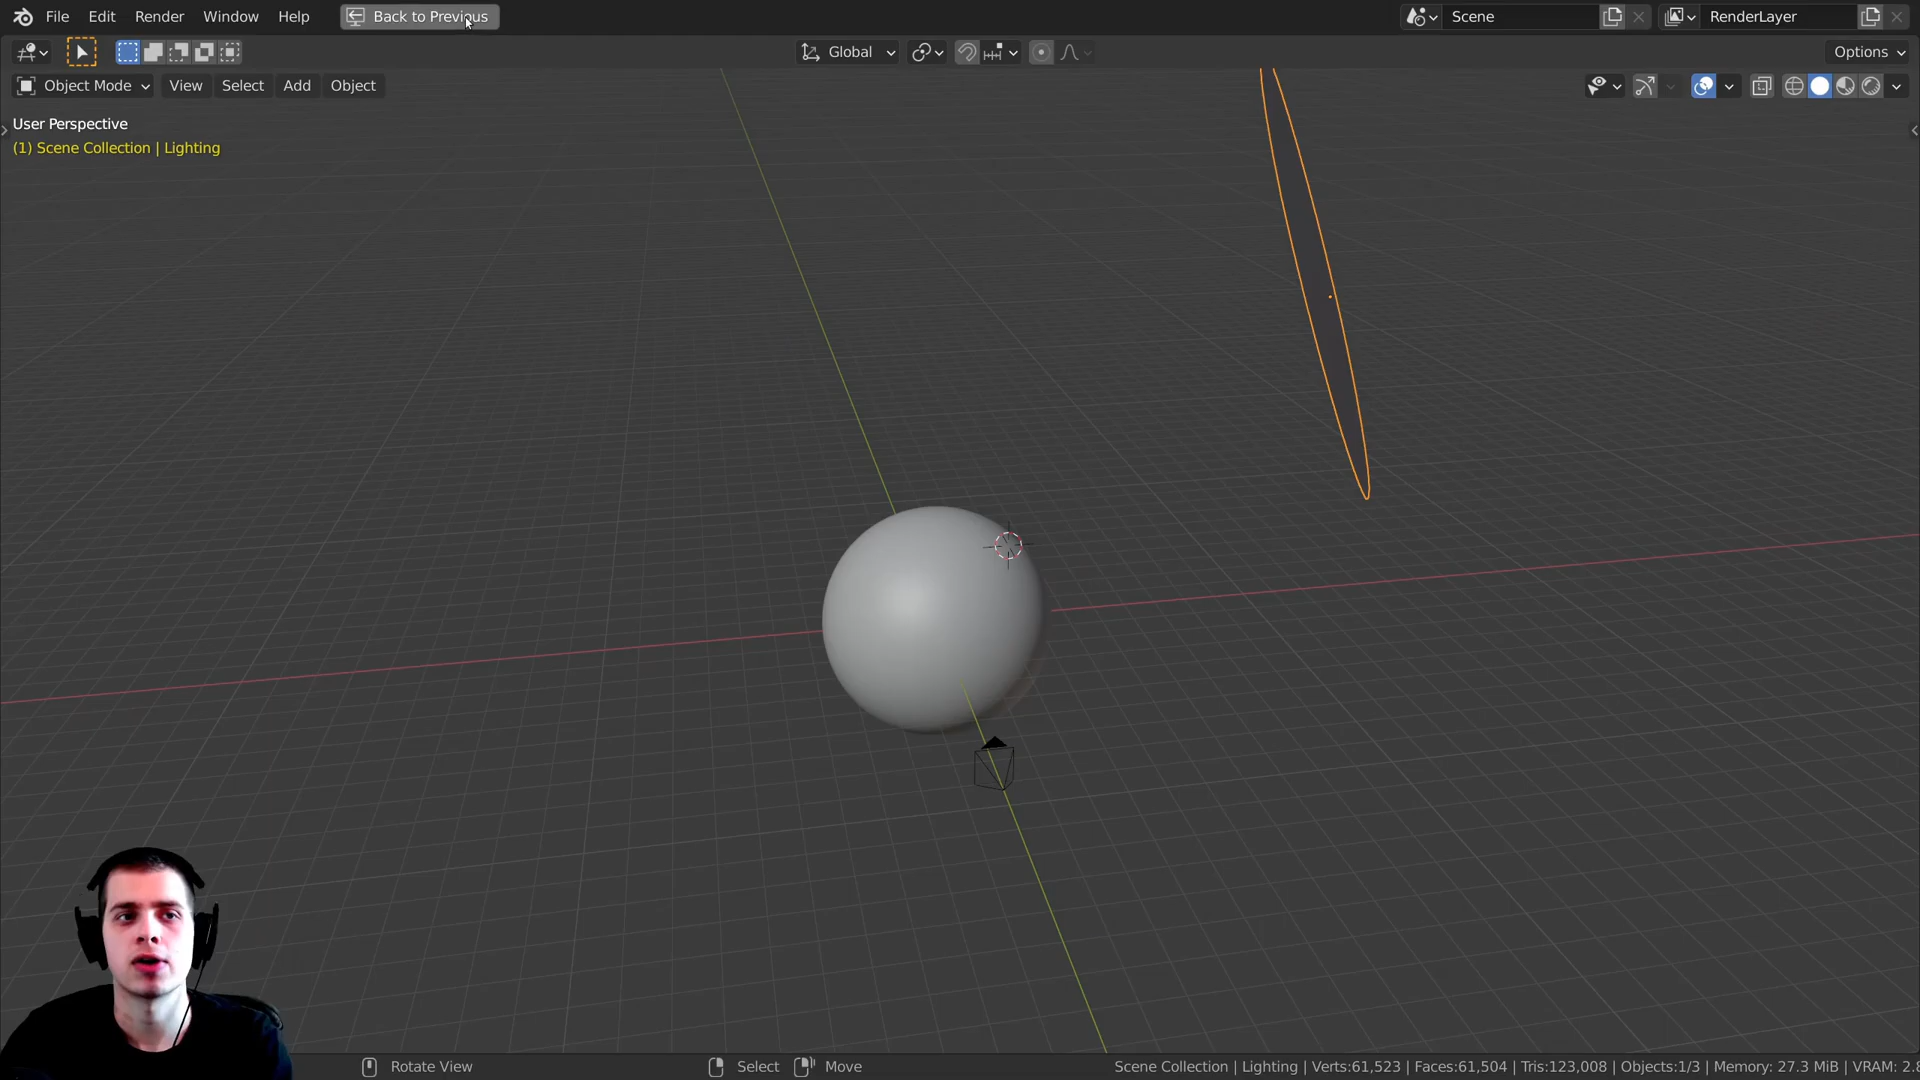 File Edit Render Window Help Back to Previous Scene RenderLayer
Global Options
Object Mode View Select Add Object
User Perspective
(1) Scene Collection | Lighting
Rotate View Select Move Scene Collection | Lighting | Verts:61,523 | Faces:61,504 | Tris:123,008 | Objects:1/3 | Memory: 27.3 MiB | VRAM: 2.8